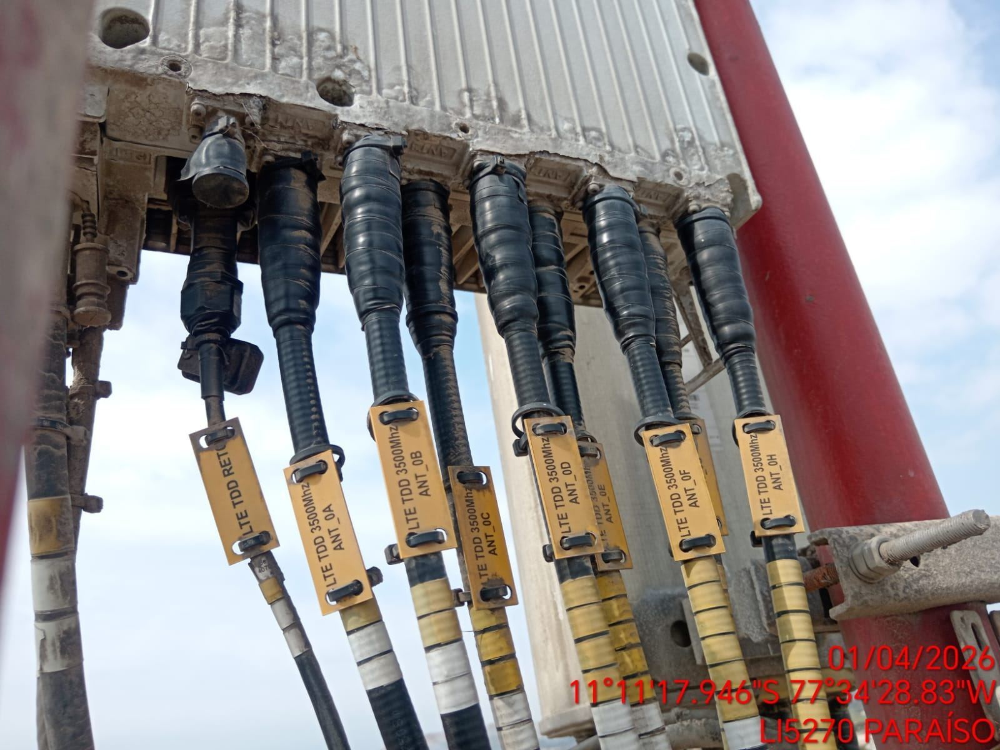 LTE TDD RET
LTE TDD 3500Mhz
ANT_0A
LTE TDD 3500Mhz
ANT_0B
LTE TDD 3500Mhz
ANT_0C
LTE TDD 3500Mhz
ANT_0D
LTE TDD 3500M
ANT_0E
LTE TDD 3500Mhz
ANT_0F
LTE TDD 3500Mhz
ANT_0H
01/04/2026
11°11'17.946"S 77°34'28.83"W
LI5270 PARAÍSO